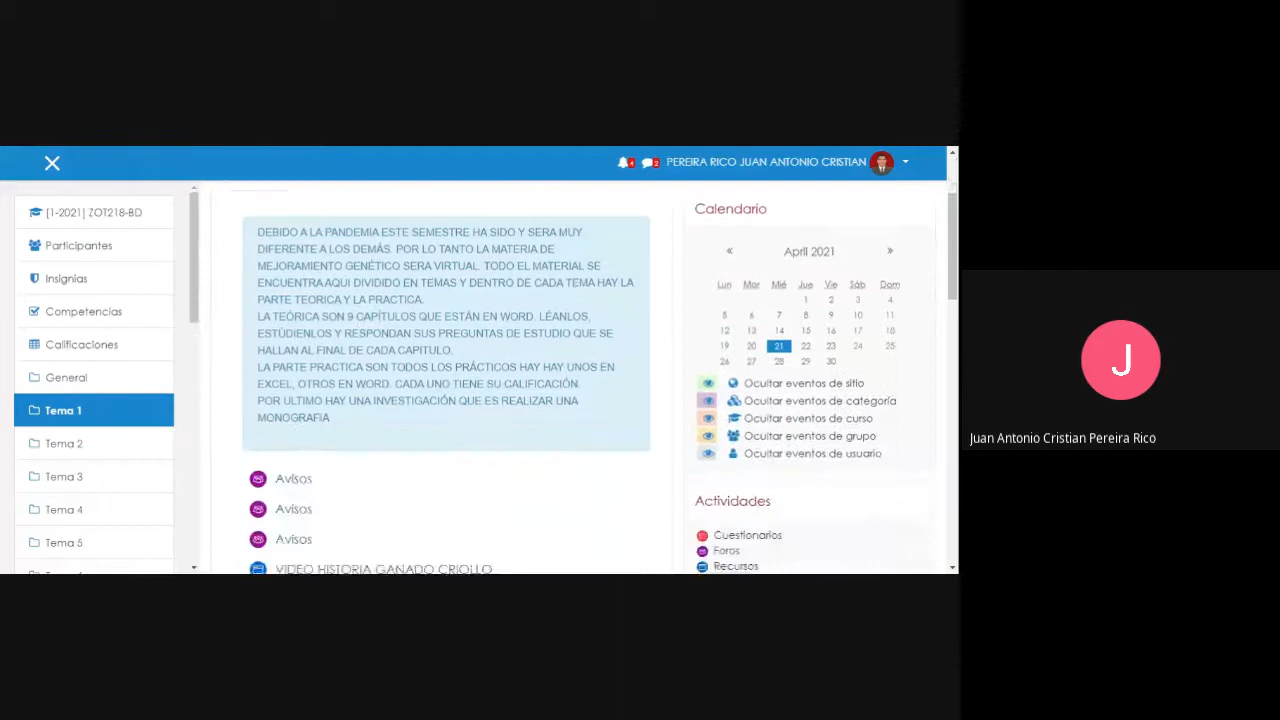 4
2
PEREIRA RICO JUAN ANTONIO CRISTIAN
[1-2021] ZOT218-BD
Participantes
Insignias
Competencias
Calificaciones
General
Tema 1
Tema 2
Tema 3
Tema 4
Tema 5
DEBIDO A LA PANDEMIA ESTE SEMESTRE HA SIDO Y SERA MUY
DIFERENTE A LOS DEMÁS. POR LO TANTO LA MATERIA DE
MEJORAMIENTO GENÉTICO SERA VIRTUAL. TODO EL MATERIAL SE
ENCUENTRA AQUI DIVIDIDO EN TEMAS Y DENTRO DE CADA TEMA HAY LA
PARTE TEORICA Y LA PRACTICA.
LA TEÓRICA SON 9 CAPÍTULOS QUE ESTÁN EN WORD. LÉANLOS,
ESTÚDIENLOS Y RESPONDAN SUS PREGUNTAS DE ESTUDIO QUE SE
HALLAN AL FINAL DE CADA CAPITULO.
LA PARTE PRACTICA SON TODOS LOS PRÁCTICOS HAY HAY UNOS EN
EXCEL, OTROS EN WORD. CADA UNO TIENE SU CALIFICACIÓN.
POR ULTIMO HAY UNA INVESTIGACIÓN QUE ES REALIZAR UNA
MONOGRAFIA
Avisos
Avisos
Avisos
VIDEO HISTORIA GANADO CRIOLLO
Calendario
« April 2021 »
Lun Mar Mié Jue Vie Sáb Dom
1 2 3 4
5 6 7 8 9 10 11
12 13 14 15 16 17 18
19 20 21 22 23 24 25
26 27 28 29 30
Ocultar eventos de sitio
Ocultar eventos de categoría
Ocultar eventos de curso
Ocultar eventos de grupo
Ocultar eventos de usuario
Actividades
Cuestionarios
Foros
Recursos
J
Juan Antonio Cristian Pereira Rico